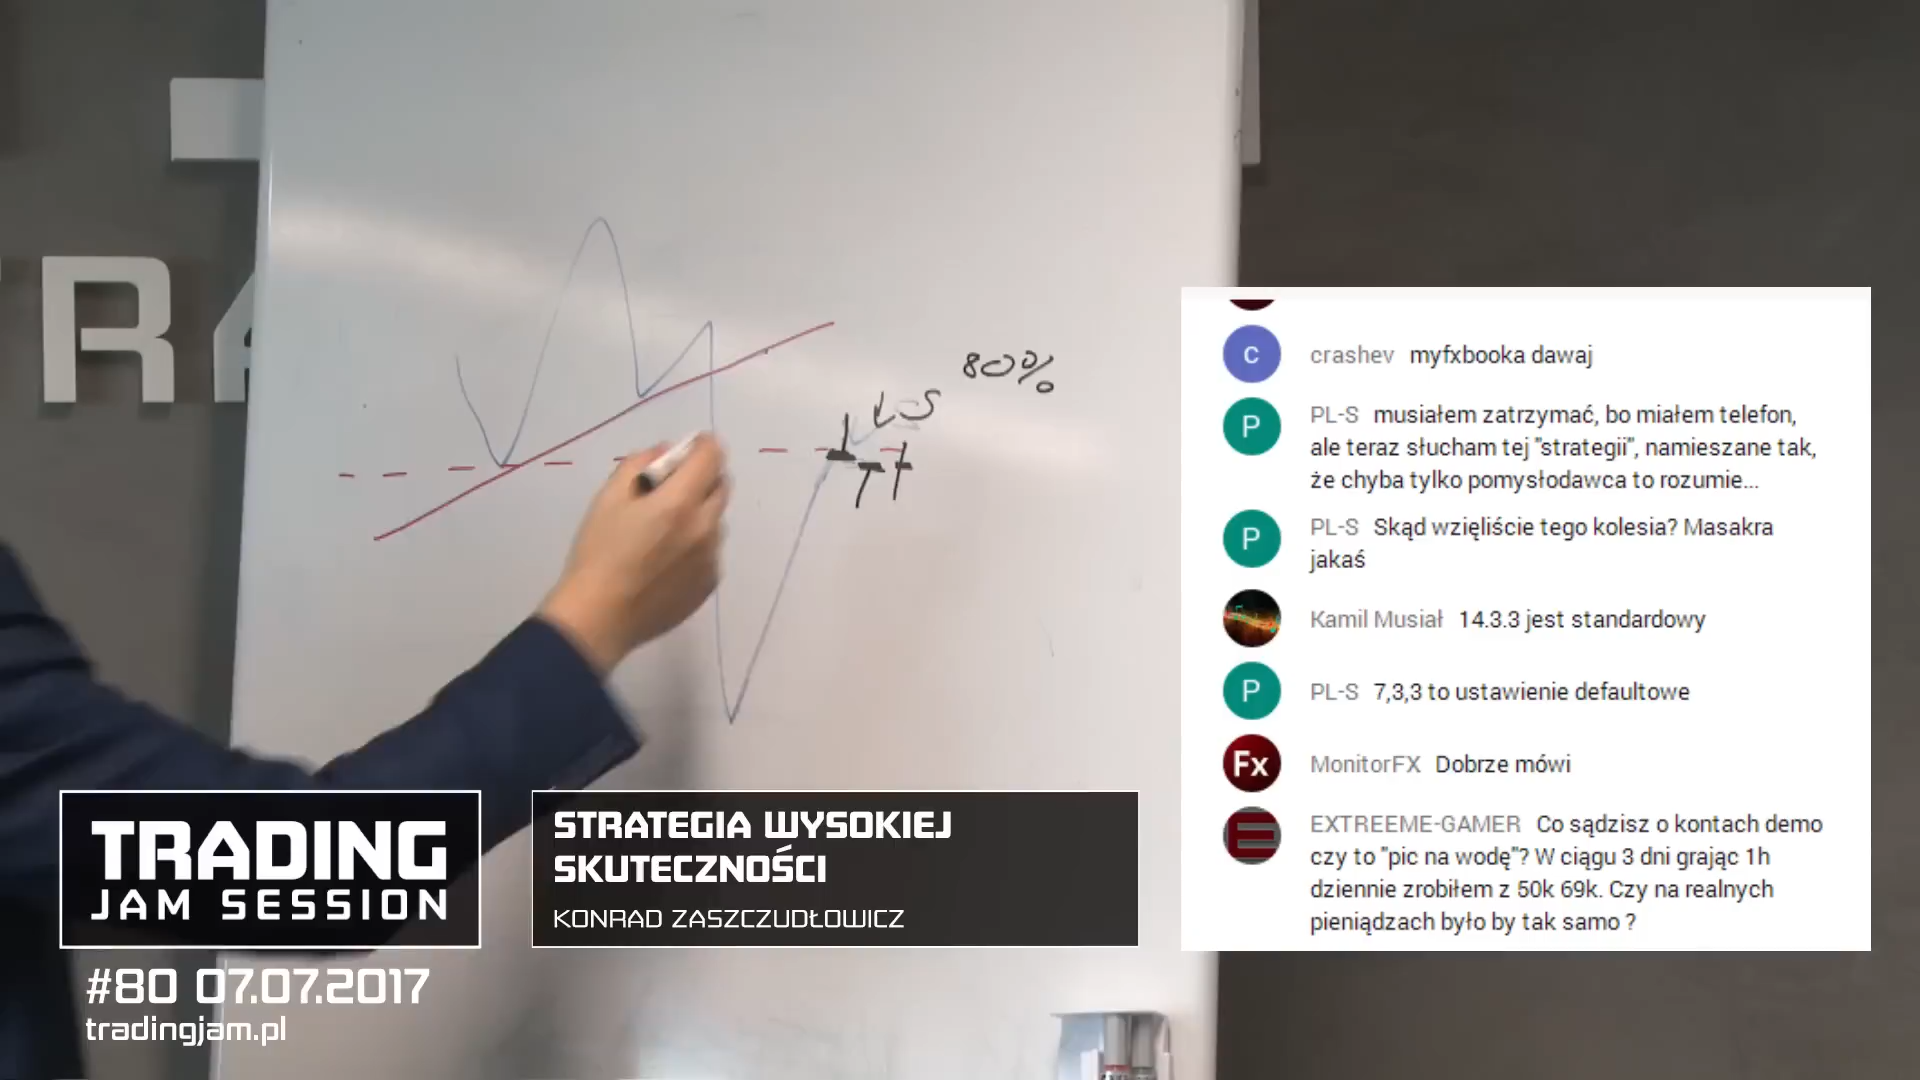 T
RA
80%
S
crashev myfxbooka dawaj
PL-S musiałem zatrzymać, bo miałem telefon,
ale teraz słucham tej "strategii", namieszane tak,
że chyba tylko pomysłodawca to rozumie...
PL-S Skąd wzięliście tego kolesia? Masakra
jakaś
Kamil Musiał 14.3.3 jest standardowy
PL-S 7,3,3 to ustawienie defaultowe
Fx
MonitorFX Dobrze mówi
EXTREEME-GAMER Co sądzisz o kontach demo
czy to "pic na wodę"? W ciągu 3 dni grając 1h
dziennie zrobiłem z 50k 69k. Czy na realnych
pieniądzach było by tak samo ?
TRADING
JAM SESSION
STRATEGIA WYSOKIEJ
SKUTECZNOŚCI
KONRAD ZASZCZUDŁOWICZ
#80 07.07.2017
tradingjam.pl